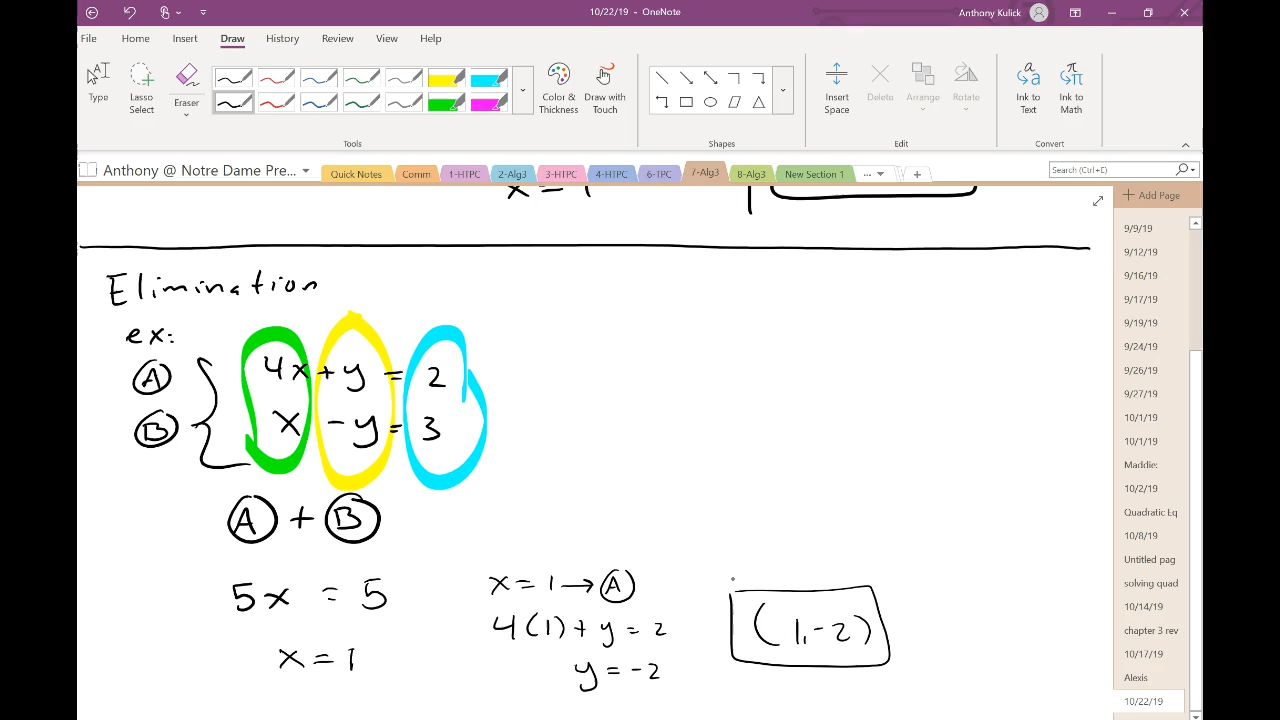 10/22/19 - OneNote
Anthony Kulick
File Home Insert Draw History Review View Help
Type
Lasso Select
Eraser
Color & Thickness
Draw with Touch
Insert Space
Delete
Arrange
Rotate
Ink to Text
Ink to Math
Tools
Shapes
Edit
Convert
Anthony @ Notre Dame Pre...
Quick Notes Comm 1-HTPC 2-Alg3 3-HTPC 4-HTPC 6-TPC 7-Alg3 8-Alg3 New Section 1 ... +
Search (Ctrl+E)
Add Page
9/9/19
9/12/19
9/16/19
9/17/19
9/19/19
9/24/19
9/26/19
9/27/19
10/1/19
10/1/19
Maddie:
10/2/19
Quadratic Eq
10/8/19
Untitled pag
solving quad
10/14/19
chapter 3 rev
10/17/19
Alexis
10/22/19
x = 1
Elimination
ex:
A 4x + y = 2
B x - y = 3
A + B
5x = 5
x = 1
x = 1 → A
4(1) + y = 2
y = -2
(1, -2)